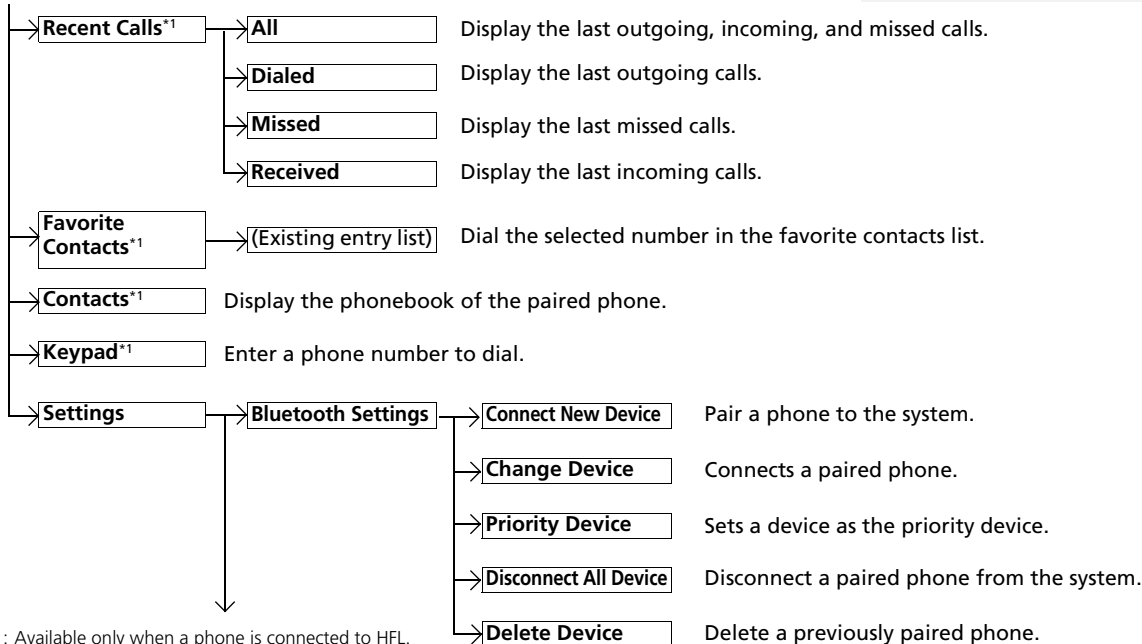 Recent Calls*1 All Display the last outgoing, incoming, and missed calls.
Dialed Display the last outgoing calls.
Missed Display the last missed calls.
Received Display the last incoming calls.
Favorite
Contacts*1 (Existing entry list) Dial the selected number in the favorite contacts list.
Contacts*1 Display the phonebook of the paired phone.
Keypad*1 Enter a phone number to dial.
Settings Bluetooth Settings Connect New Device Pair a phone to the system.
Change Device Connects a paired phone.
Priority Device Sets a device as the priority device.
Disconnect All Device Disconnect a paired phone from the system.
Delete Device Delete a previously paired phone.
: Available only when a phone is connected to HFL.